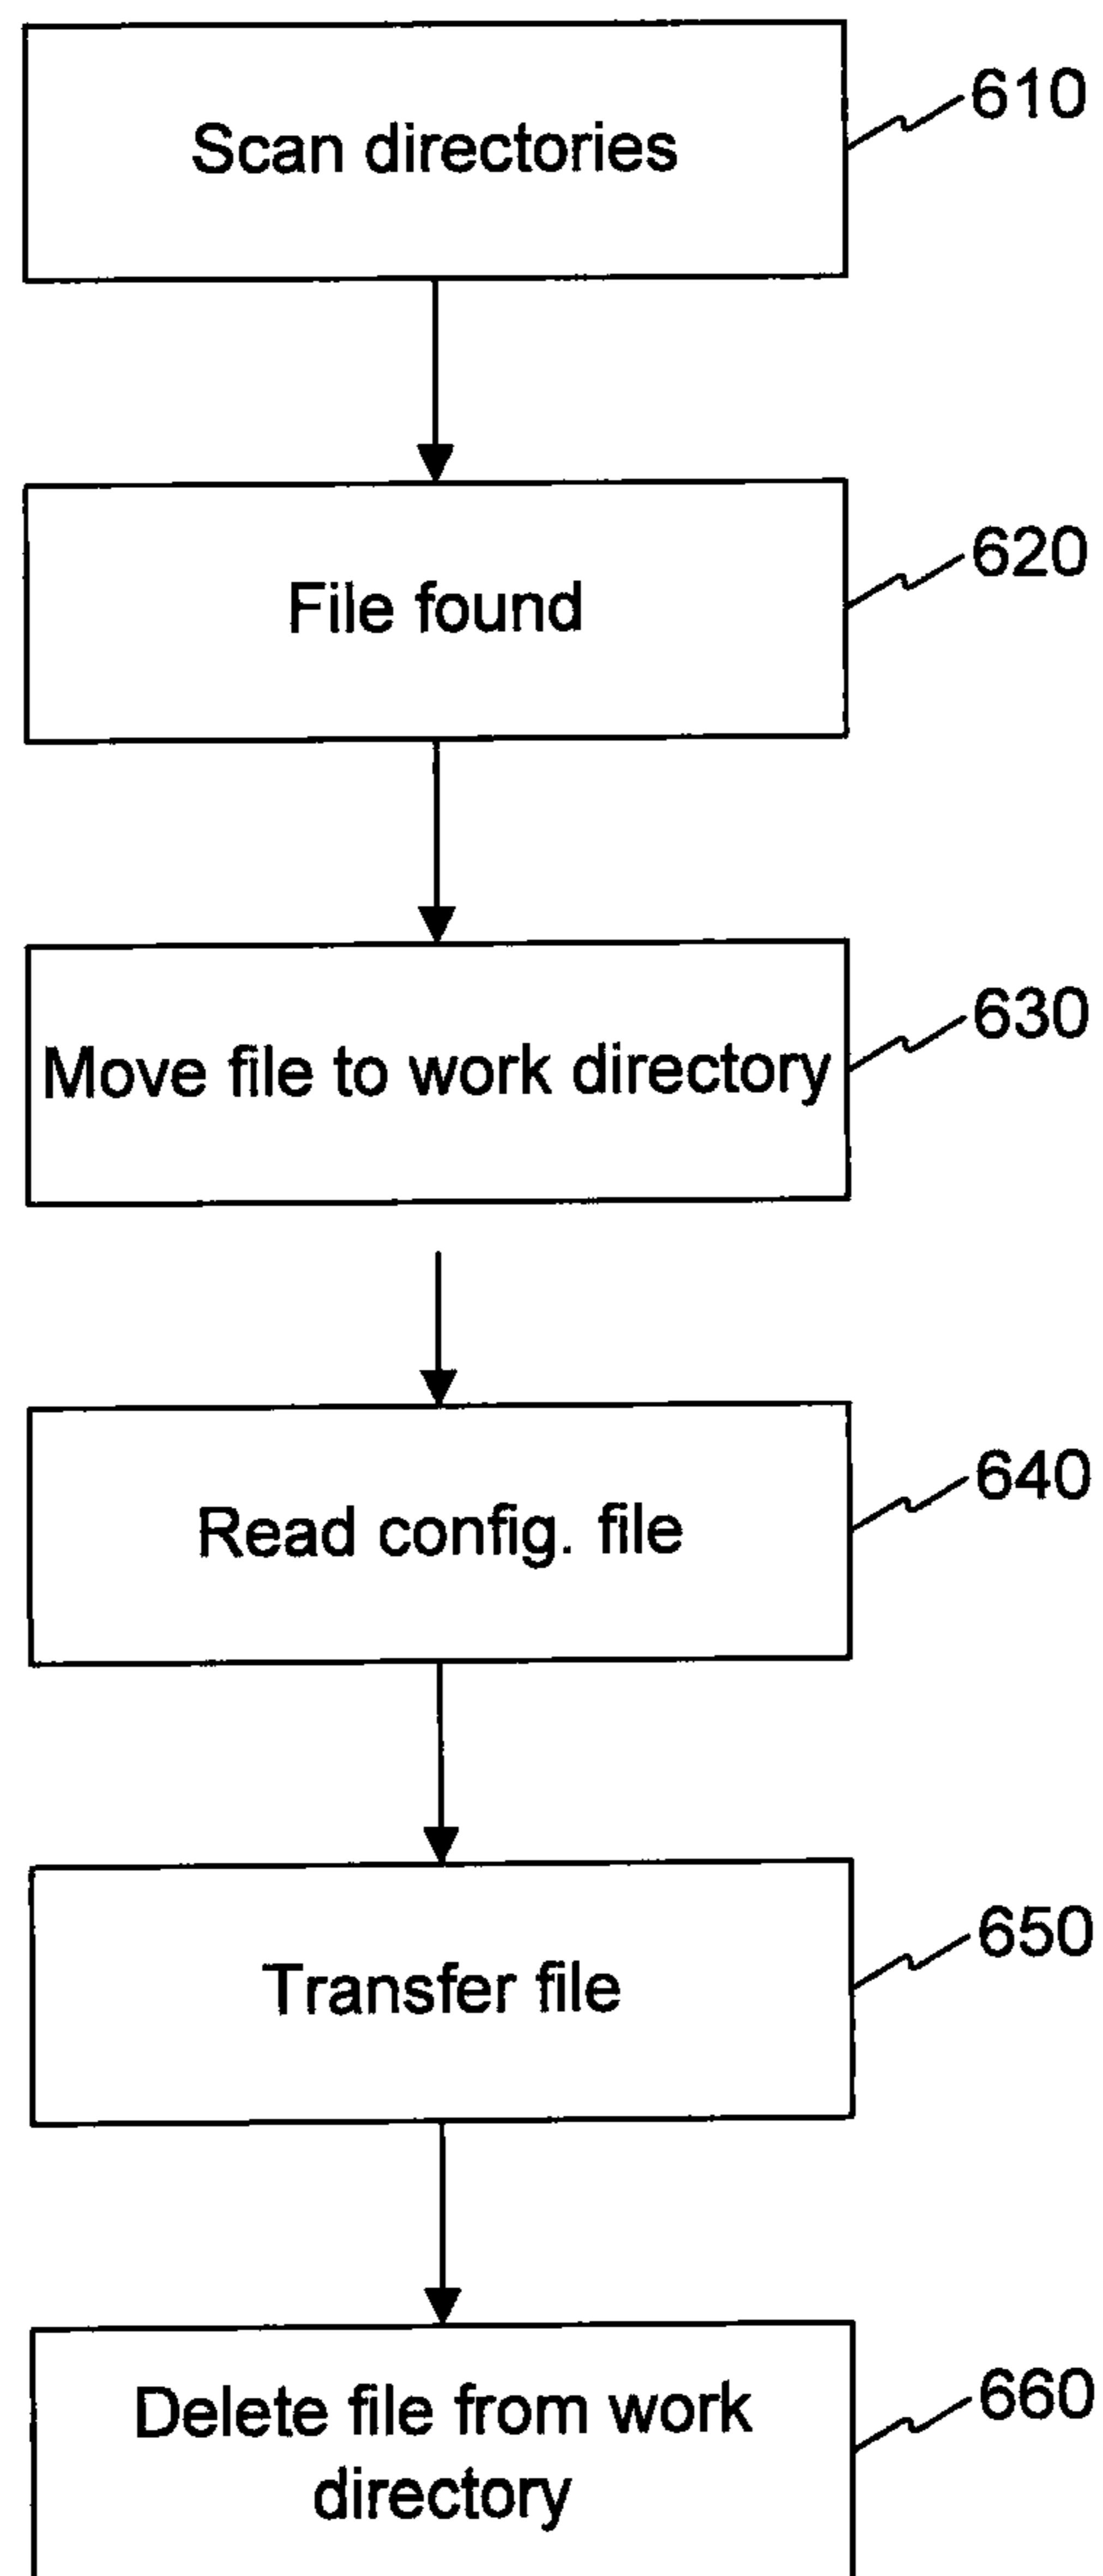 Scan directories
610
File found
620
Move file to work directory
630
Read config. file
640
Transfer file
650
Delete file from work
directory
660